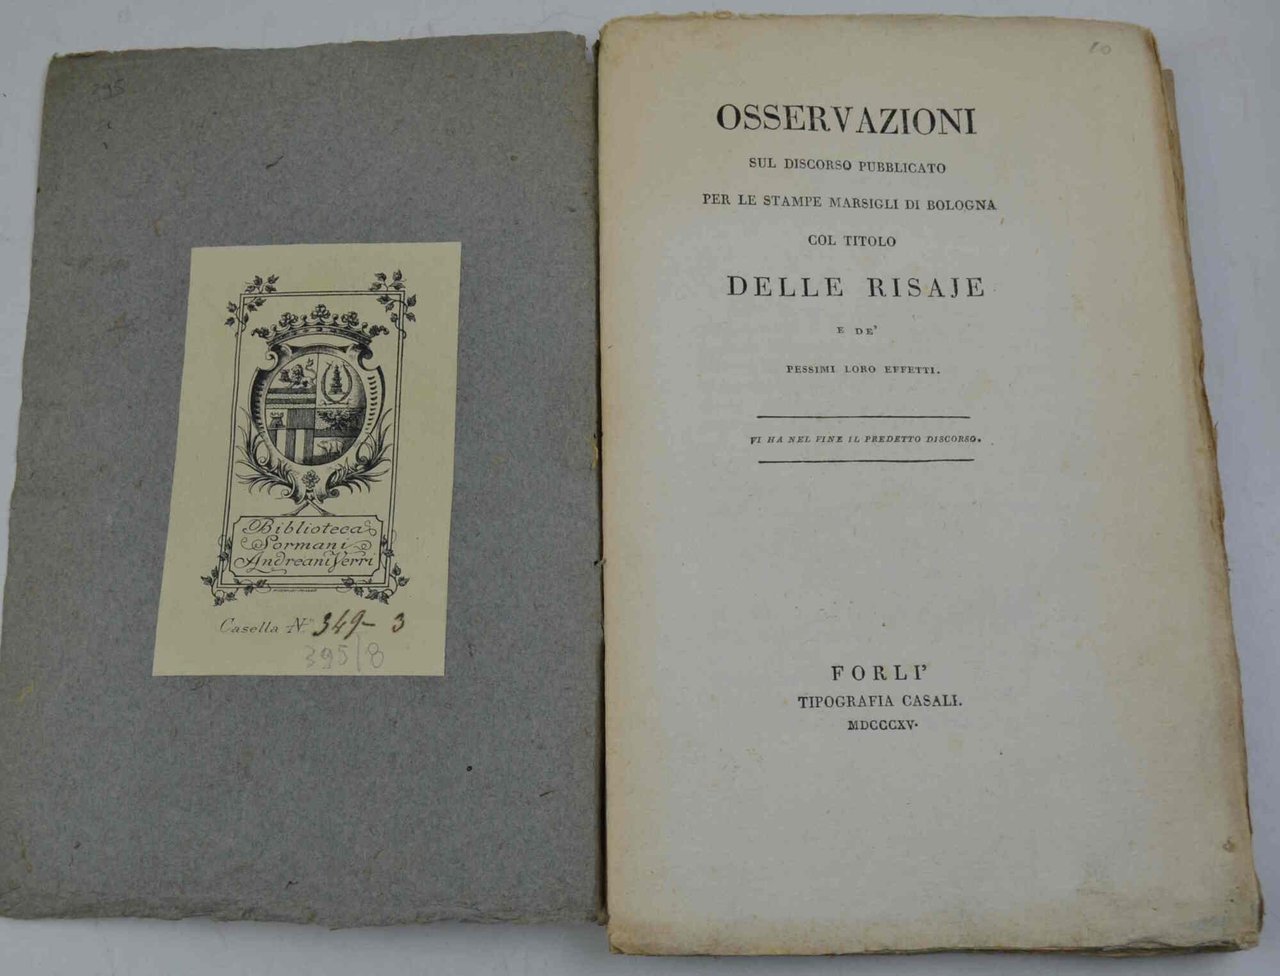 395
Biblioteca
Sormani
Andreani Verri
Casella N. 349-3
395/8
10
OSSERVAZIONI
SUL DISCORSO PUBBLICATO
PER LE STAMPE MARSIGLI DI BOLOGNA
COL TITOLO
DELLE RISAJE
E DE'
PESSIMI LORO EFFETTI.
VI HA NEL FINE IL PREDETTO DISCORSO.
FORLI'
TIPOGRAFIA CASALI.
MDCCCXV.